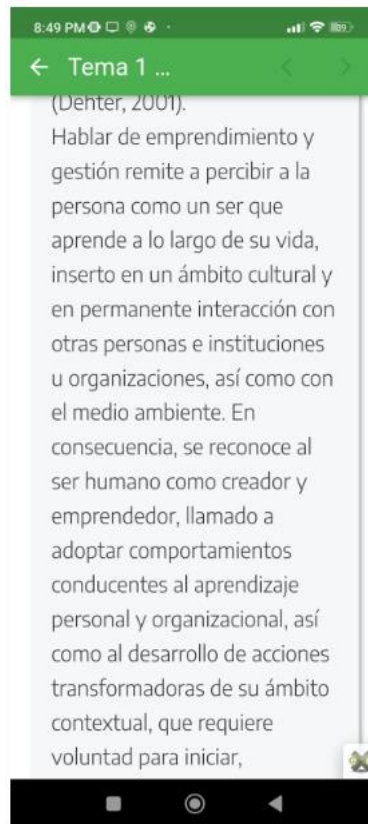 8:49 PM
89
Tema 1 ...
(Dehter, 2001).
Hablar de emprendimiento y
gestión remite a percibir a la
persona como un ser que
aprende a lo largo de su vida,
inserto en un ámbito cultural y
en permanente interacción con
otras personas e instituciones
u organizaciones, así como con
el medio ambiente. En
consecuencia, se reconoce al
ser humano como creador y
emprendedor, llamado a
adoptar comportamientos
conducentes al aprendizaje
personal y organizacional, así
como al desarrollo de acciones
transformadoras de su ámbito
contextual, que requiere
voluntad para iniciar,